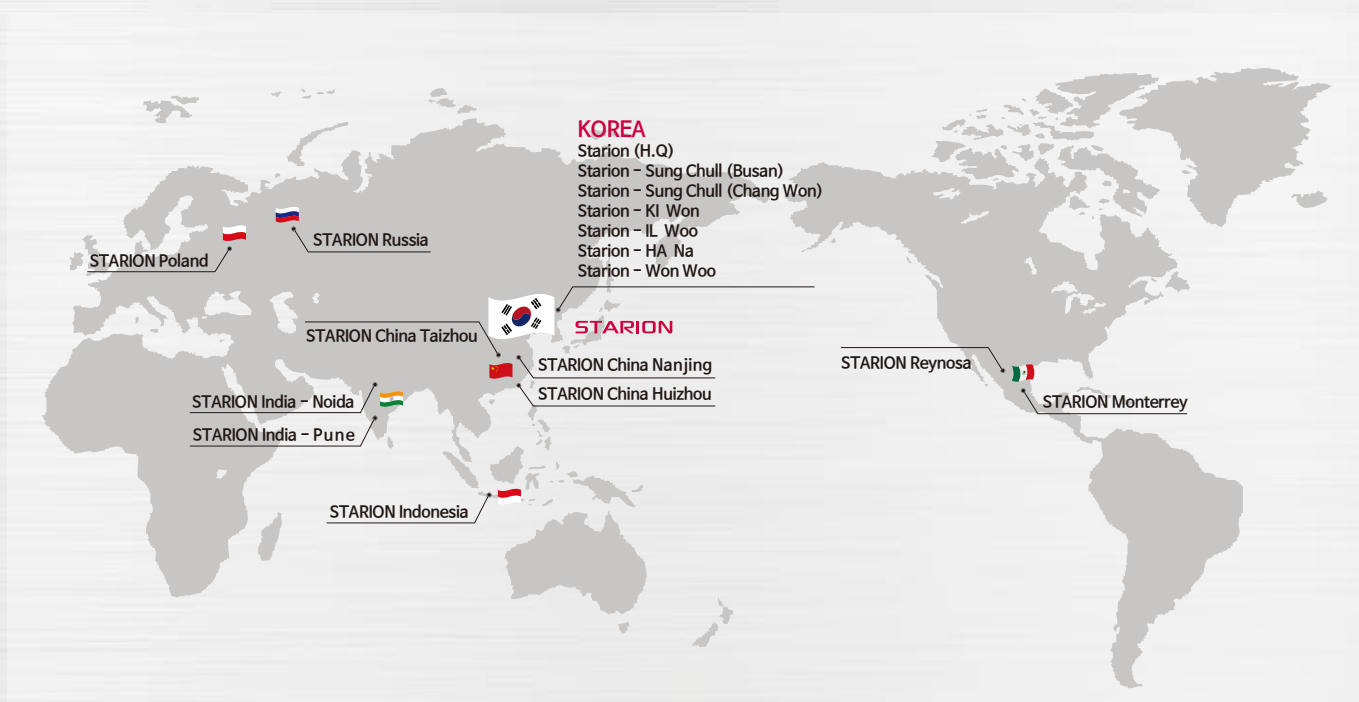 KOREA
Starion (H.Q)
Starion - Sung Chull (Busan)
Starion - Sung Chull (Chang Won)
Starion - KI Won
Starion - IL Woo
Starion - HA Na
Starion - Won Woo
STARION Russia
STARION Poland
STARION
STARION China Taizhou
STARION China Nanjing
STARION China Huizhou
STARION Reynosa
STARION Monterrey
STARION India - Noida
STARION India - Pune
STARION Indonesia